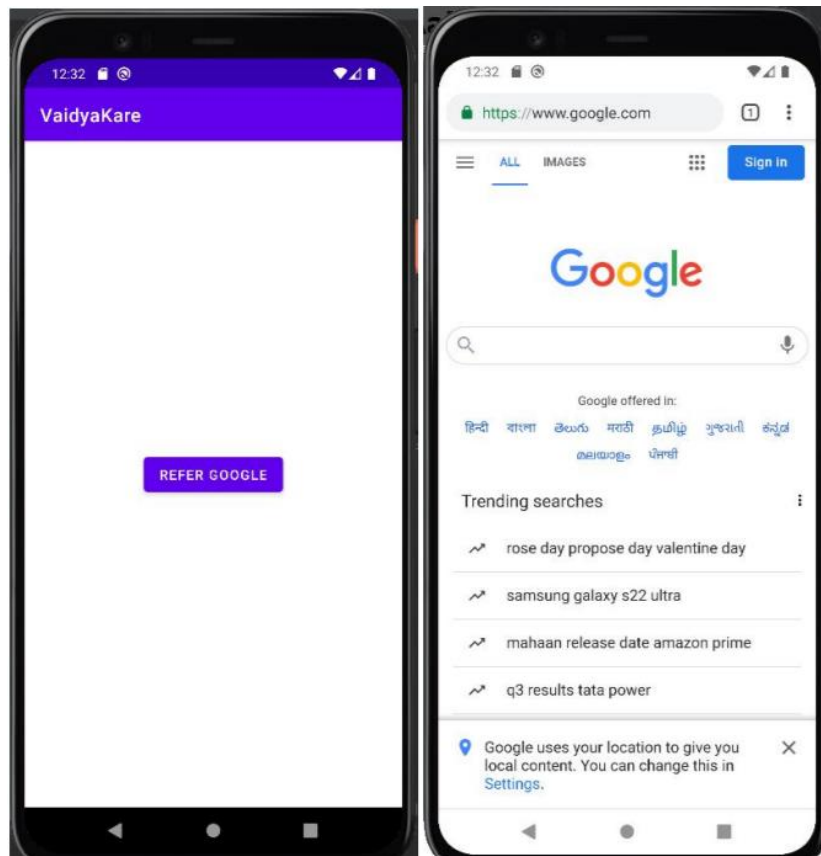 12:32
VaidyaKare
REFER GOOGLE
12:32
https://www.google.com 1
ALL IMAGES Sign in
Google
Google offered in:
हिन्दी বাংলা తెలుగు मराठी தமிழ் ગુજરાતી ಕನ್ನಡ
മലയാളം ਪੰਜਾਬੀ
Trending searches
rose day propose day valentine day
samsung galaxy s22 ultra
mahaan release date amazon prime
q3 results tata power
Google uses your location to give you
local content. You can change this in
Settings.